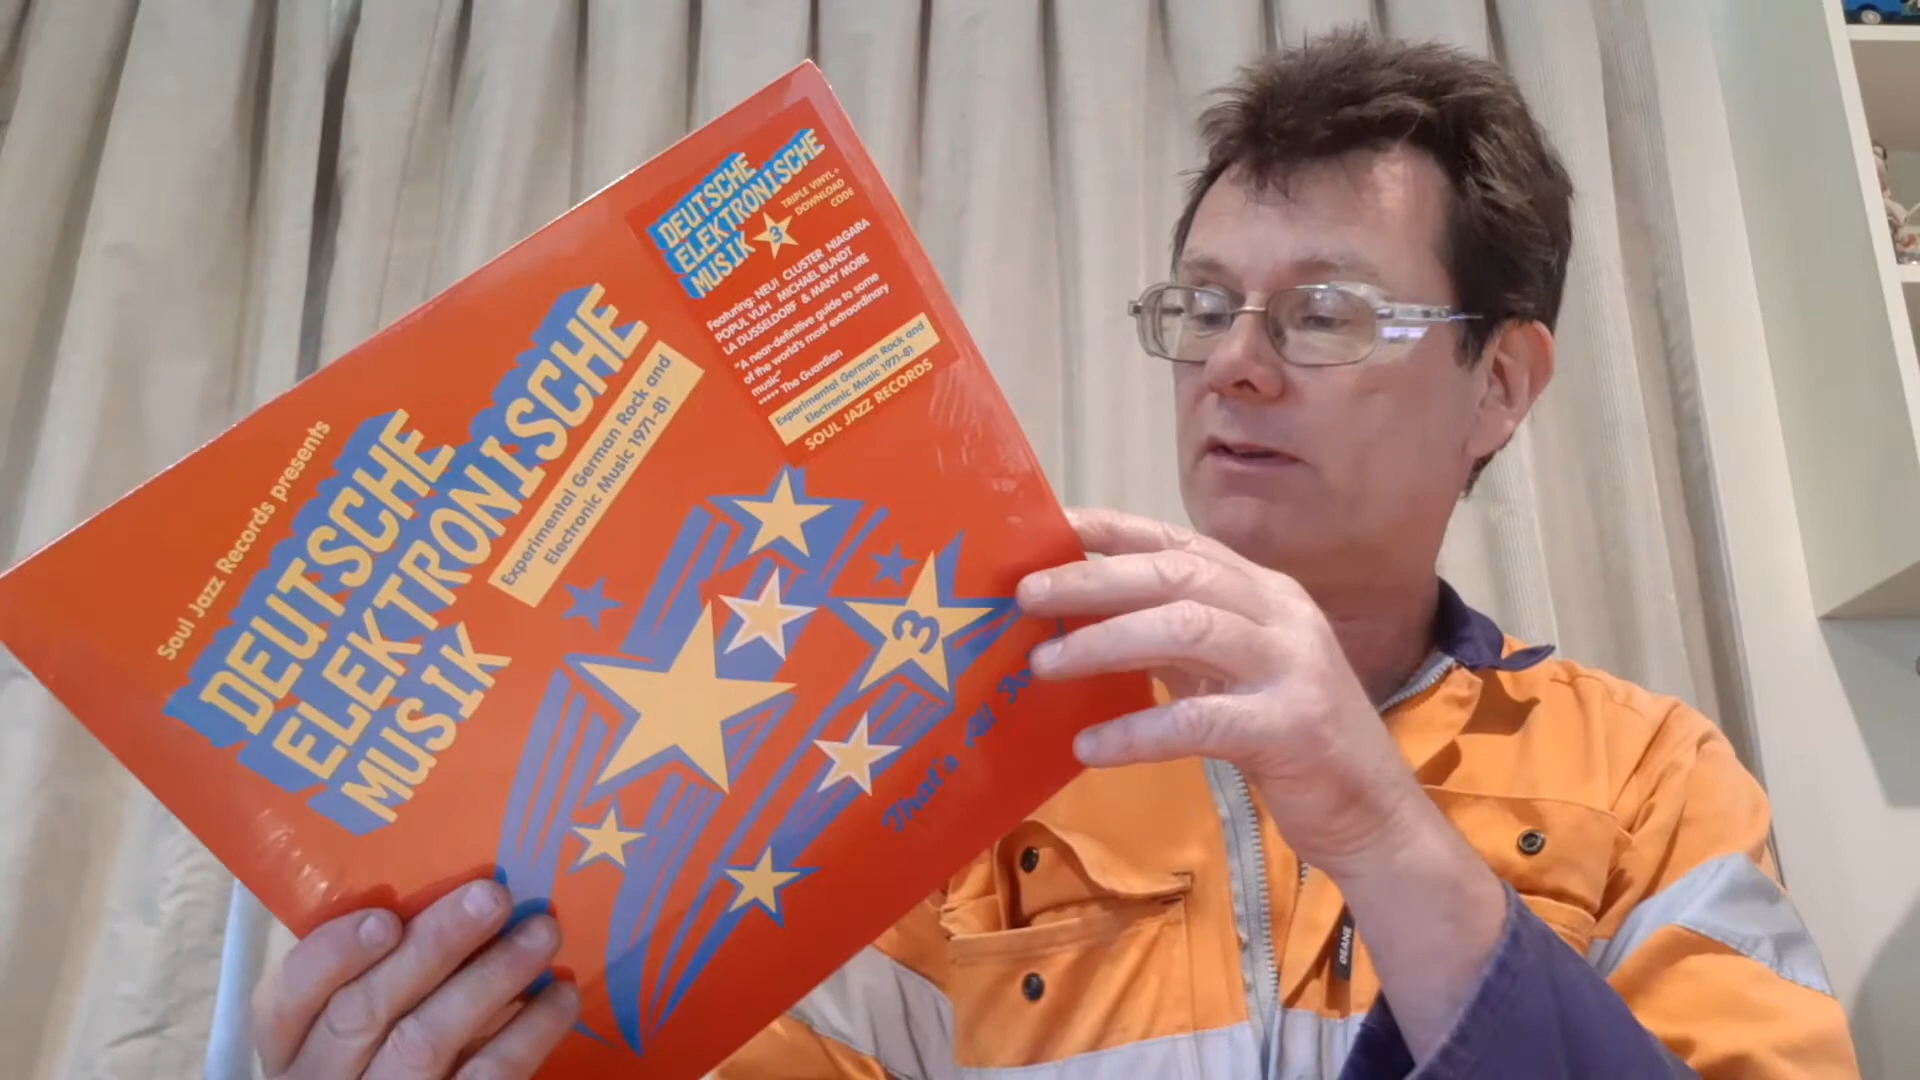 Soul Jazz Records presents
DEUTSCHE
ELEKTRONISCHE
MUSIK
Experimental German Rock and
Electronic Music 1971-81
DEUTSCHE
ELEKTRONISCHE
MUSIK 3
TRIPLE VINYL +
DOWNLOAD
CODE
Featuring: NEU! CLUSTER NIAGARA
POPUL VUH MICHAEL BUNDT
LA DUSSELDORF & MANY MORE
"A near-definitive guide to some
of the world's most extraordinary
music"
***** The Guardian
Experimental German Rock and
Electronic Music 1971-81
SOUL JAZZ RECORDS
3
That's All
DEANE